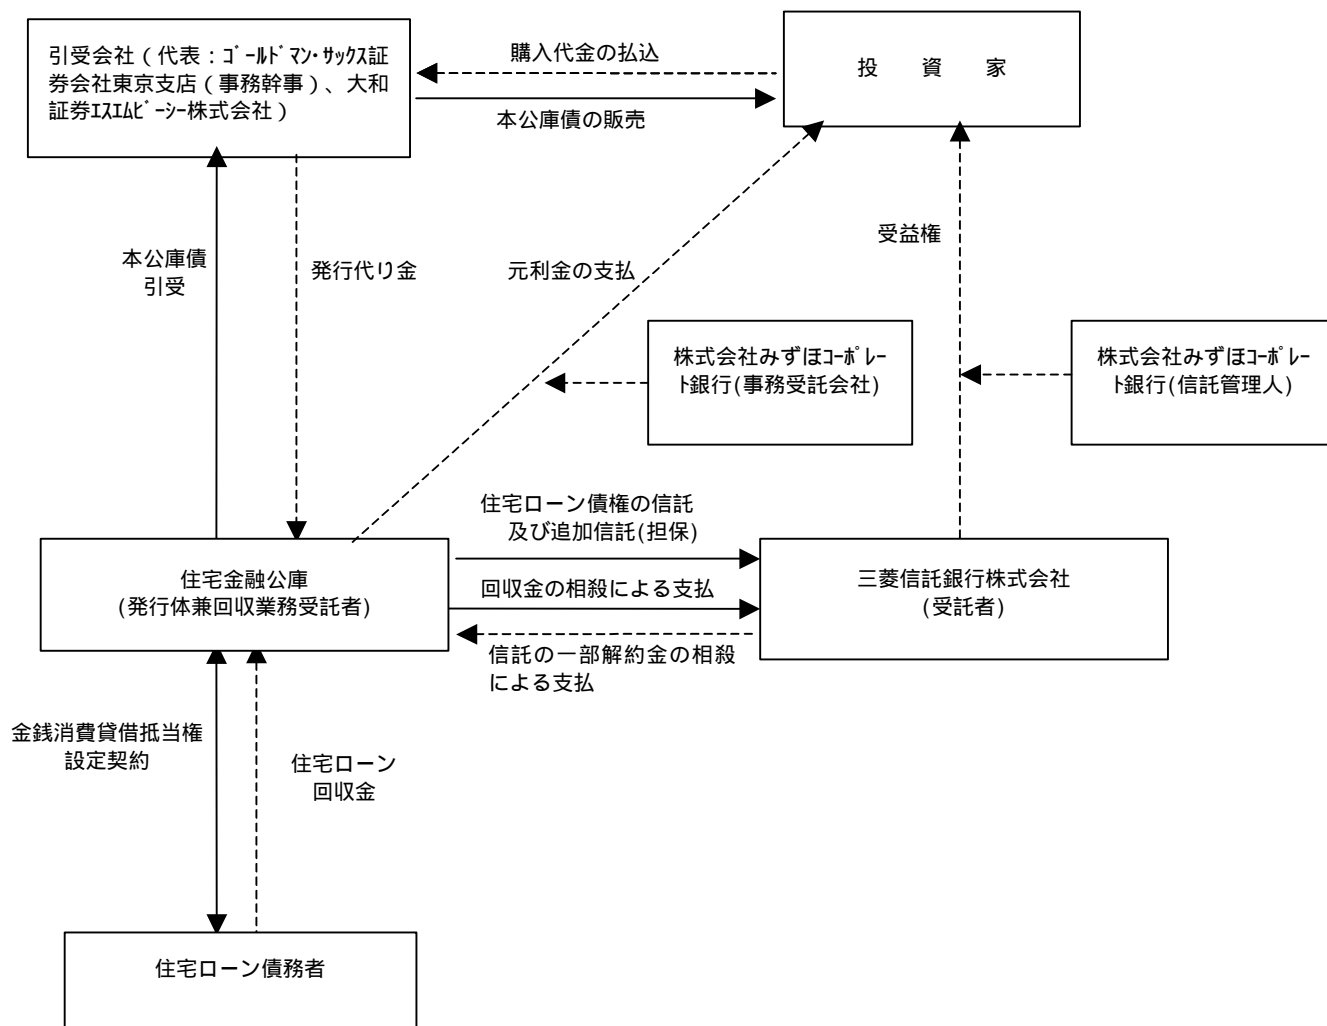 引受会社（代表：ｺﾞｰﾙﾄﾞﾏﾝ･ｻｯｸｽ証
券会社東京支店（事務幹事）、大和
証券ｴｽｴﾑﾋﾞｰｼｰ株式会社）
購入代金の払込
本公庫債の販売
投　資　家
本公庫債
引受
発行代り金
元利金の支払
受益権
株式会社みずほｺｰﾎﾟﾚｰ
ﾄ銀行(事務受託会社)
株式会社みずほｺｰﾎﾟﾚｰ
ﾄ銀行(信託管理人)
住宅ローン債権の信託
及び追加信託(担保)
住宅金融公庫
(発行体兼回収業務受託者)
回収金の相殺による支払
信託の一部解約金の相殺
による支払
三菱信託銀行株式会社
(受託者)
金銭消費貸借抵当権
設定契約
住宅ローン
回収金
住宅ローン債務者